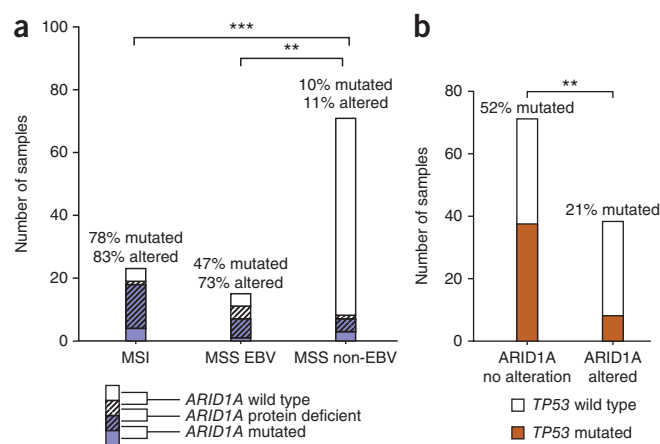 a
Number of samples
100
80
60
40
20
0
***
**
78% mutated
83% altered
47% mutated
73% altered
10% mutated
11% altered
MSI
MSS EBV
MSS non-EBV
ARID1A wild type
ARID1A protein deficient
ARID1A mutated
b
Number of samples
80
60
40
20
0
**
52% mutated
21% mutated
ARID1A
no alteration
ARID1A
altered
TP53 wild type
TP53 mutated